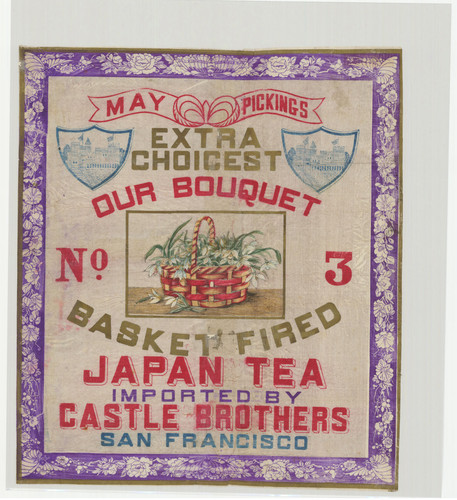 MAY PICKINGS
EXTRA
CHOICEST
OUR BOUQUET
No 3
BASKET FIRED
JAPAN TEA
IMPORTED BY
CASTLE BROTHERS
SAN FRANCISCO